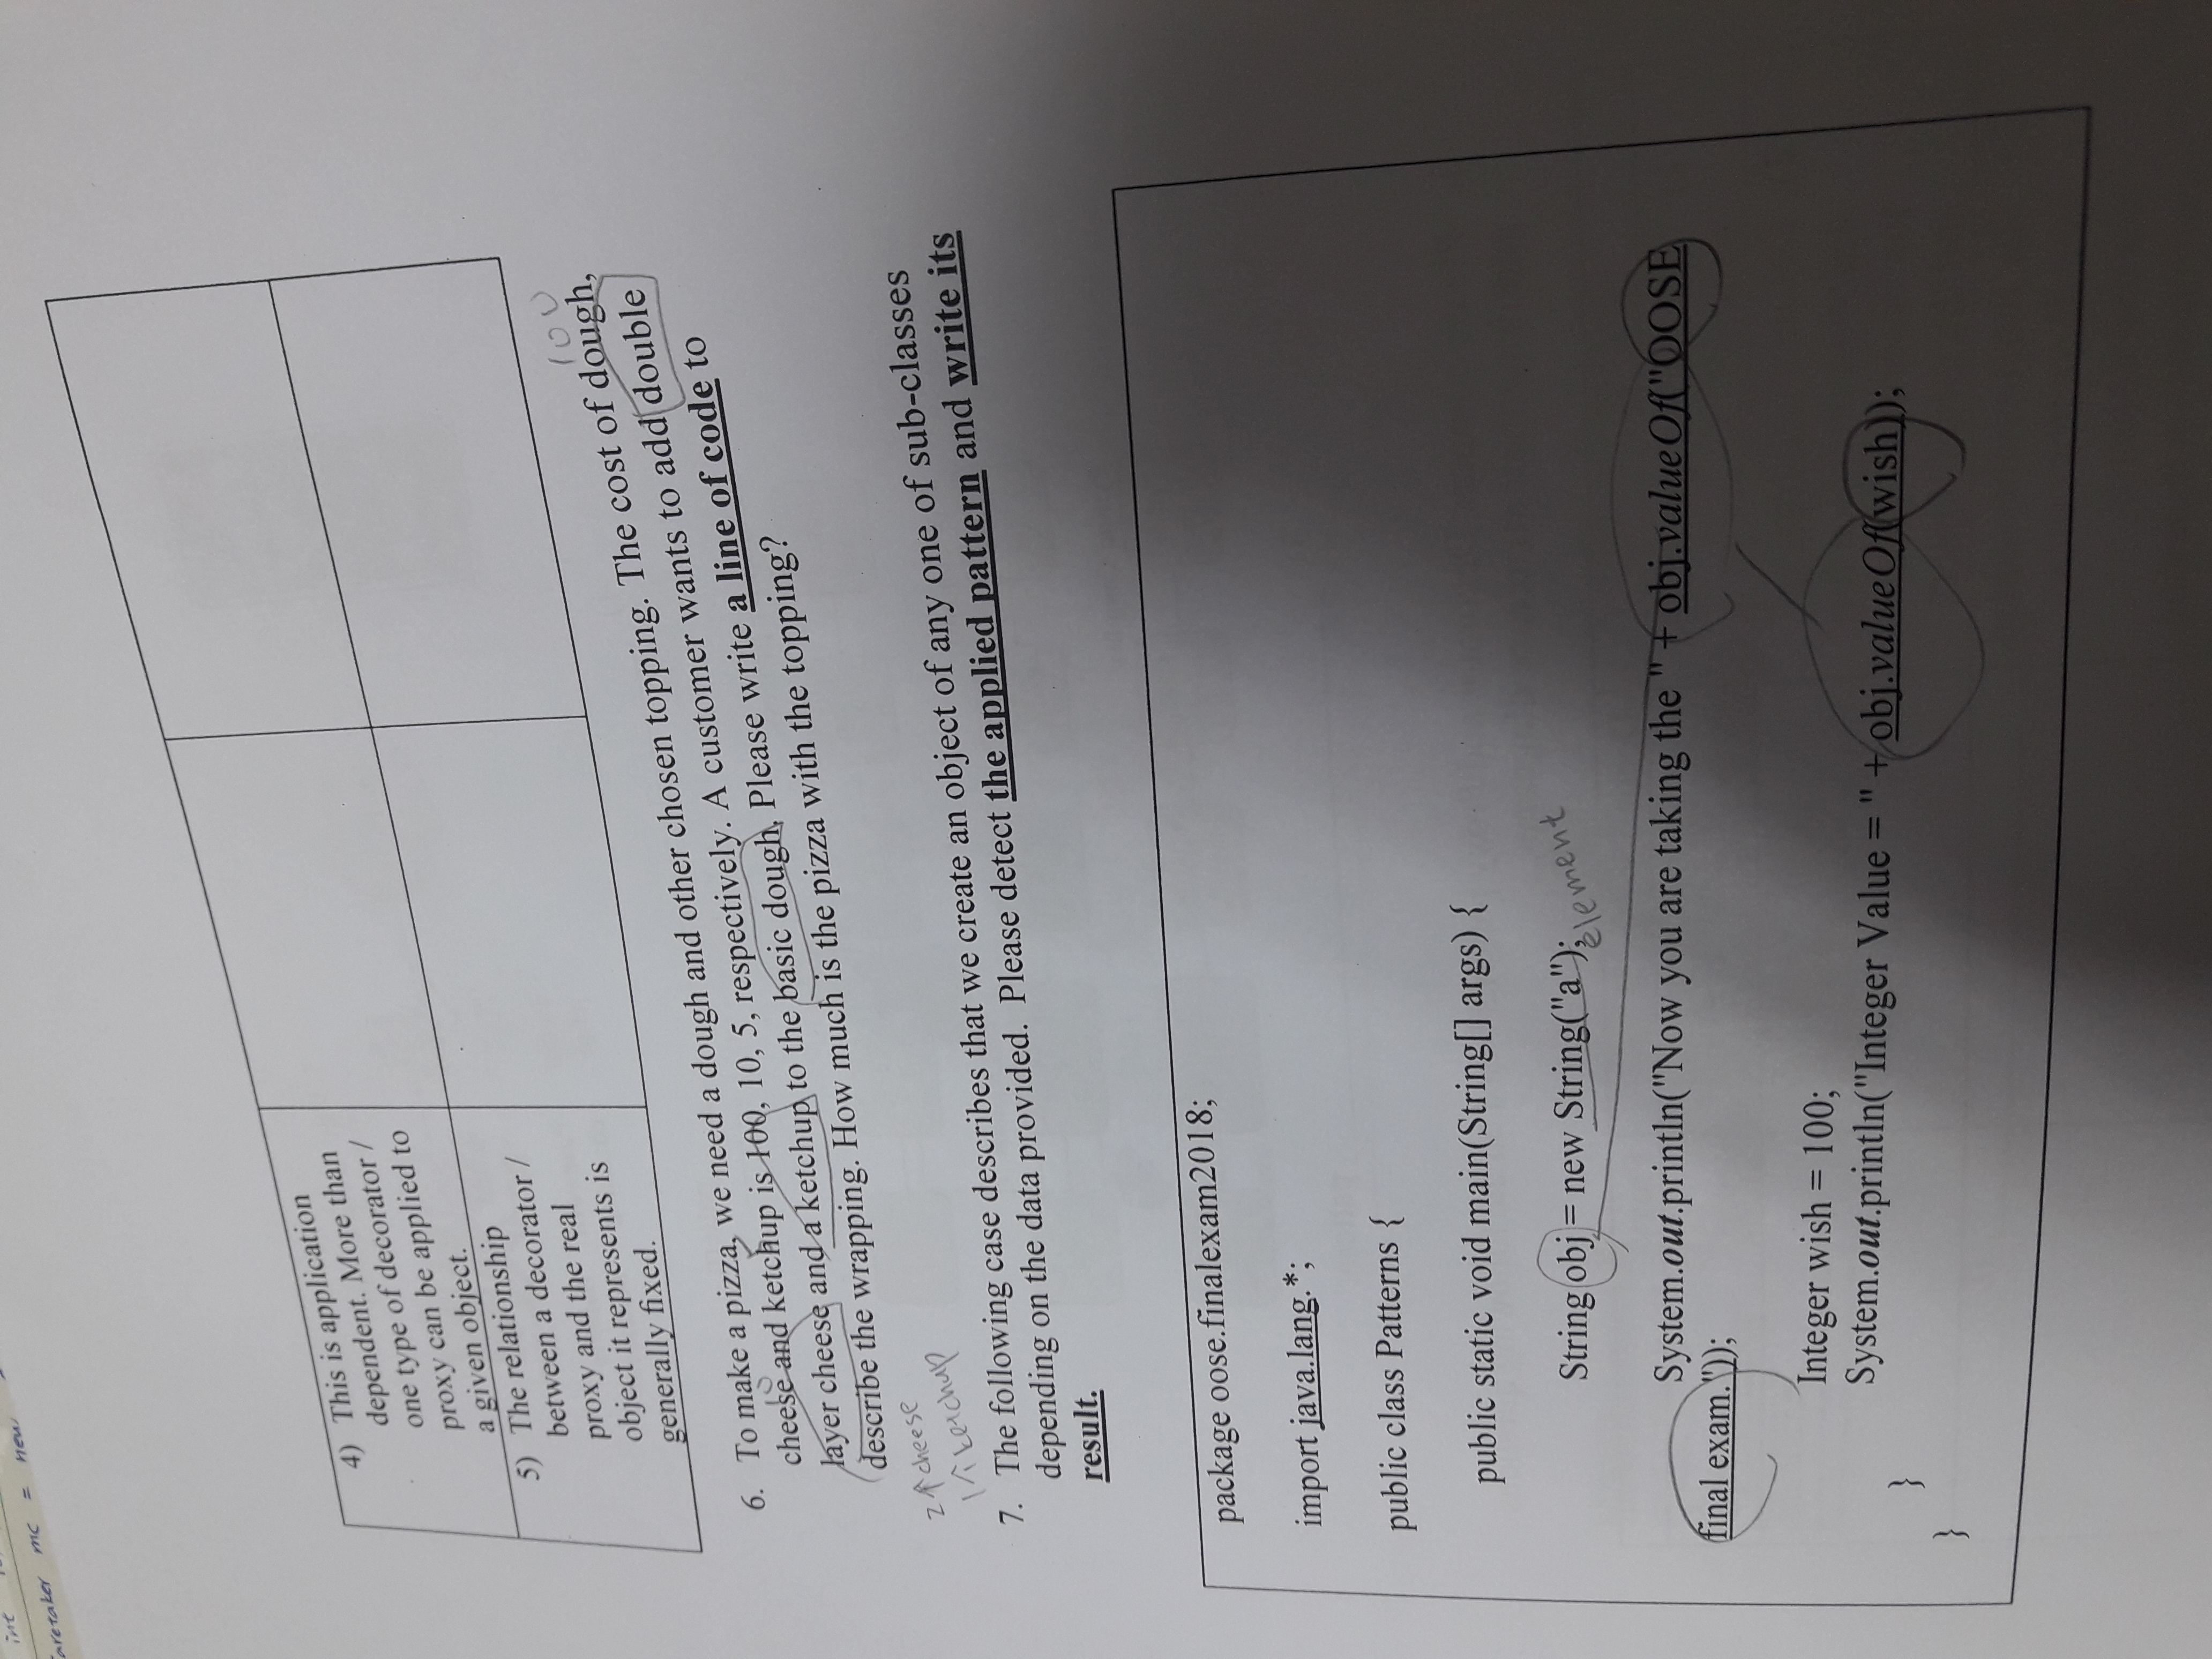 int
caretaker mc = new
4) This is application
dependent. More than
one type of decorator /
proxy can be applied to
a given object.
5) The relationship
between a decorator /
proxy and the real
object it represents is
generally fixed.
100
6. To make a pizza, we need a dough and other chosen topping. The cost of dough,
cheese and ketchup is 100, 10, 5, respectively. A customer wants to add double
10 5
layer cheese and a ketchup to the basic dough. Please write a line of code to
describe the wrapping. How much is the pizza with the topping?
2↑ cheese
1↑ ketchup
7. The following case describes that we create an object of any one of sub-classes
depending on the data provided. Please detect the applied pattern and write its
result.
package oose.finalexam2018;
import java.lang.*;
public class Patterns {
public static void main(String[] args) {
String obj = new String("a");
element
System.out.println("Now you are taking the " + obj.valueOf("OOSE
final exam."));
Integer wish = 100;
System.out.println("Integer Value = " + obj.valueOf(wish));
}
}